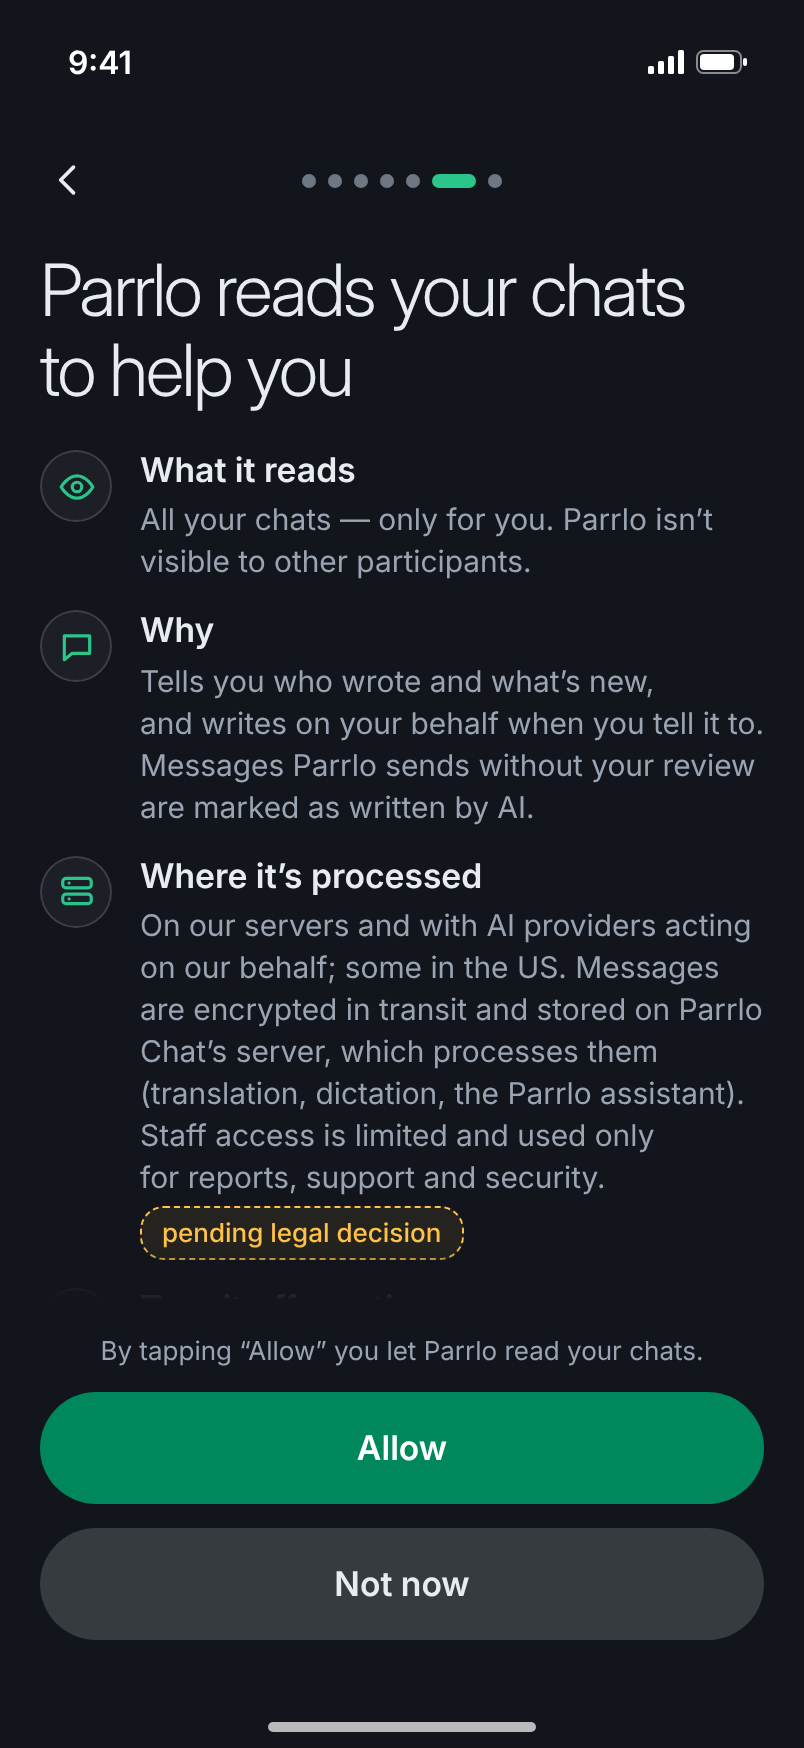 9:41
Parrlo reads your chats
to help you
What it reads
All your chats — only for you. Parrlo isn’t
visible to other participants.
Why
Tells you who wrote and what’s new,
and writes on your behalf when you tell it to.
Messages Parrlo sends without your review
are marked as written by AI.
Where it’s processed
On our servers and with AI providers acting
on our behalf; some in the US. Messages
are encrypted in transit and stored on Parrlo
Chat’s server, which processes them
(translation, dictation, the Parrlo assistant).
Staff access is limited and used only
for reports, support and security.
pending legal decision
By tapping “Allow” you let Parrlo read your chats.
Allow
Not now